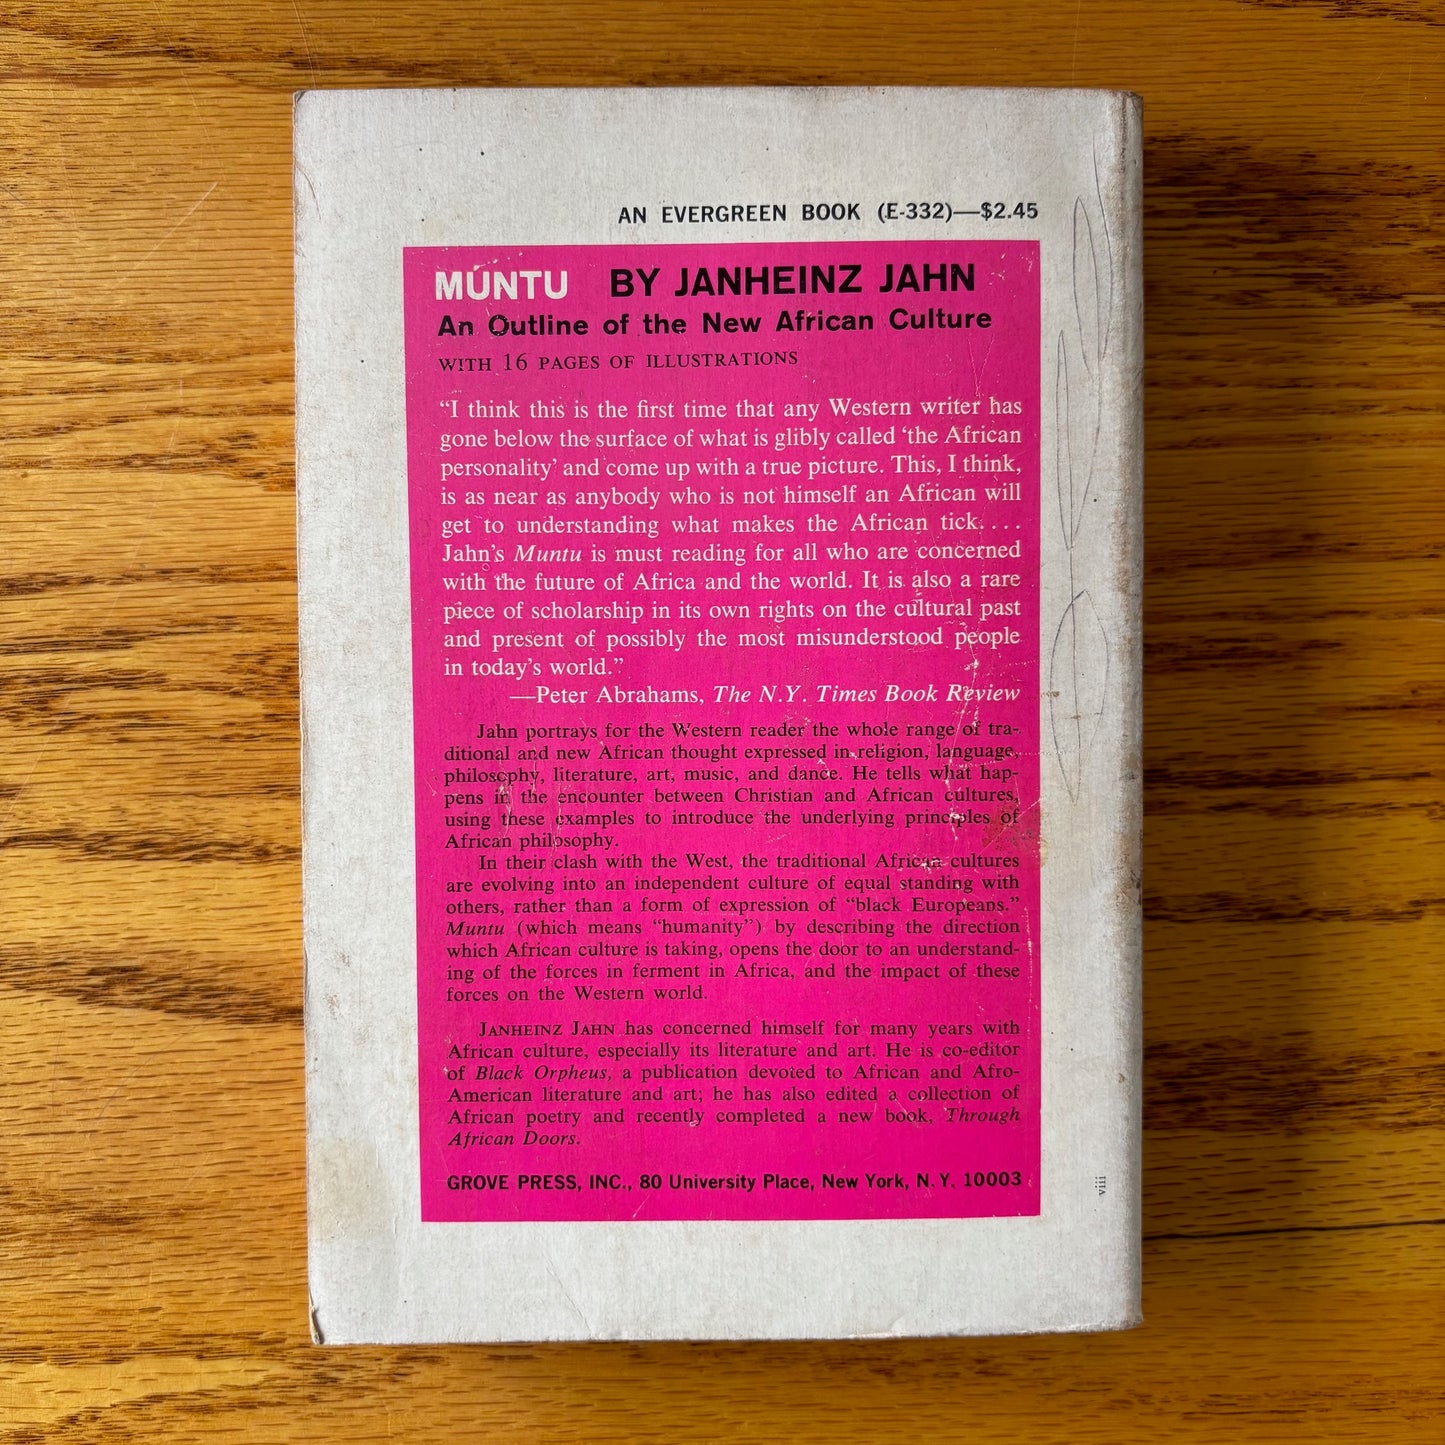 AN EVERGREEN BOOK (E-332)—$2.45
MUNTU BY JANHEINZ JAHN
An Outline of the New African Culture
WITH 16 PAGES OF ILLUSTRATIONS
“I think this is the first time that any Western writer has
gone below the surface of what is glibly called ‘the African
personality’ and come up with a true picture. This, I think,
is as near as anybody who is not himself an African will
get to understanding what makes the African tick. . . .
Jahn’s Muntu is must reading for all who are concerned
with the future of Africa and the world. It is also a rare
piece of scholarship in its own rights on the cultural past
and present of possibly the most misunderstood people
in today’s world.”
—Peter Abrahams, The N.Y. Times Book Review
Jahn portrays for the Western reader the whole range of tra-
ditional and new African thought expressed in religion, language,
philosophy, literature, art, music, and dance. He tells what hap-
pens in the encounter between Christian and African cultures,
using these examples to introduce the underlying principles of
African philosophy.
In their clash with the West, the traditional African cultures
are evolving into an independent culture of equal standing with
others, rather than a form of expression of “black Europeans.”
Muntu (which means “humanity”) by describing the direction
which African culture is taking, opens the door to an understand-
ing of the forces in ferment in Africa, and the impact of these
forces on the Western world.
JANHEINZ JAHN has concerned himself for many years with
African culture, especially its literature and art. He is co-editor
of Black Orpheus, a publication devoted to African and Afro-
American literature and art; he has also edited a collection of
African poetry and recently completed a new book, Through
African Doors.
GROVE PRESS, INC., 80 University Place, New York, N. Y. 10003
viii